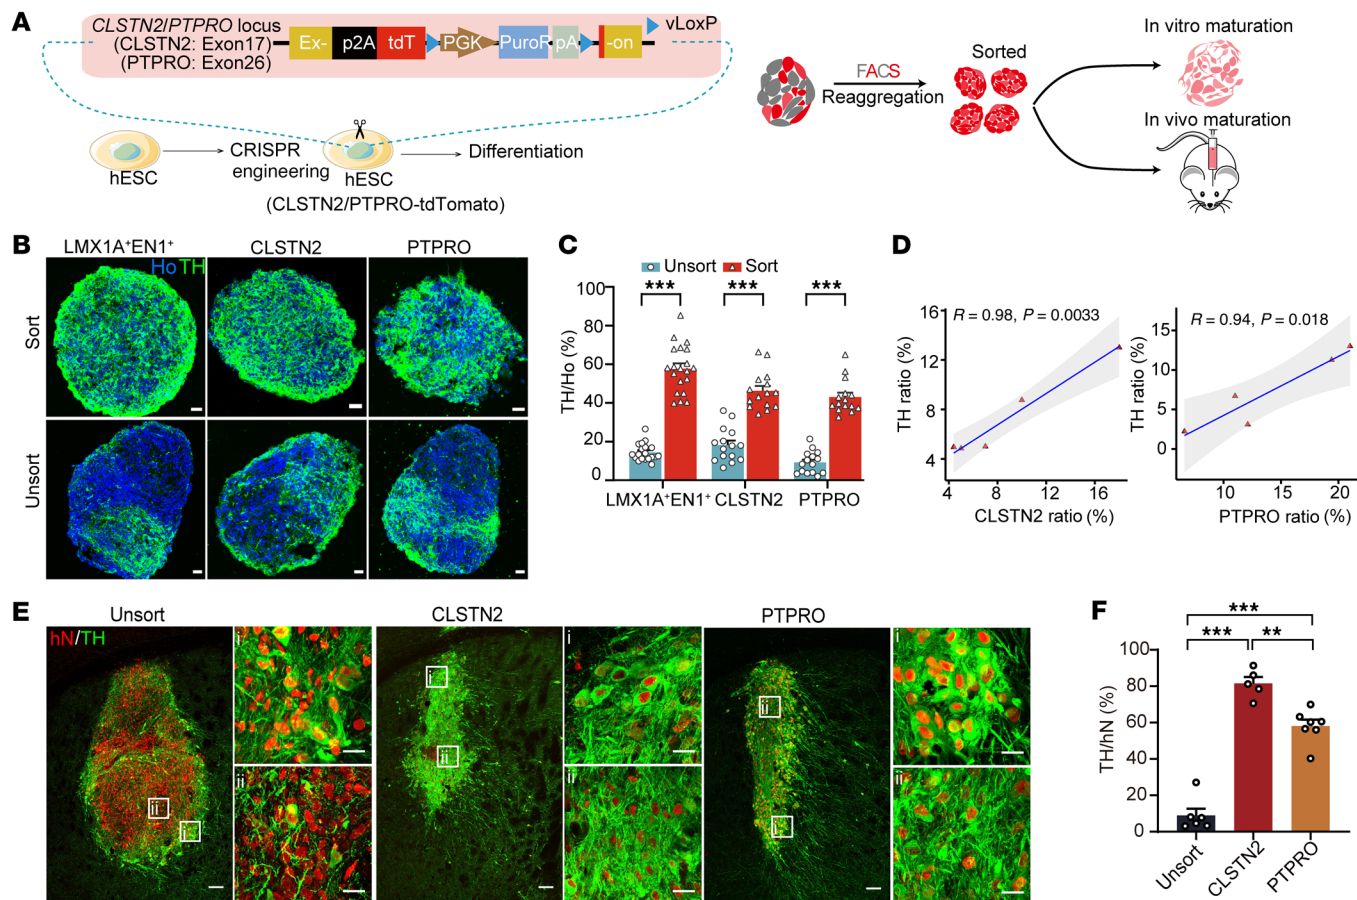 A
CLSTN2/PTPRO locus
(CLSTN2: Exon17)
(PTPRO: Exon26)
Ex-
p2A
tdT
PGK
PuroR
pA
-on
vLoxP
hESC
CRISPR
engineering
hESC
(CLSTN2/PTPRO-tdTomato)
Differentiation
FACS
Reaggregation
Sorted
In vitro maturation
In vivo maturation
B
LMX1A⁺EN1⁺
CLSTN2
PTPRO
Ho TH
Sort
Unsort
C
Unsort
Sort
***
***
***
TH/Ho (%)
100
80
60
40
20
0
LMX1A⁺EN1⁺
CLSTN2
PTPRO
D
R = 0.98, P = 0.0033
TH ratio (%)
16
12
8
4
4
8
12
16
CLSTN2 ratio (%)
R = 0.94, P = 0.018
TH ratio (%)
15
10
5
0
10
15
20
PTPRO ratio (%)
E
Unsort
CLSTN2
PTPRO
hN/TH
i
ii
i
ii
i
ii
i
ii
ii
i
i
ii
F
***
***
**
TH/hN (%)
100
80
60
40
20
0
Unsort
CLSTN2
PTPRO